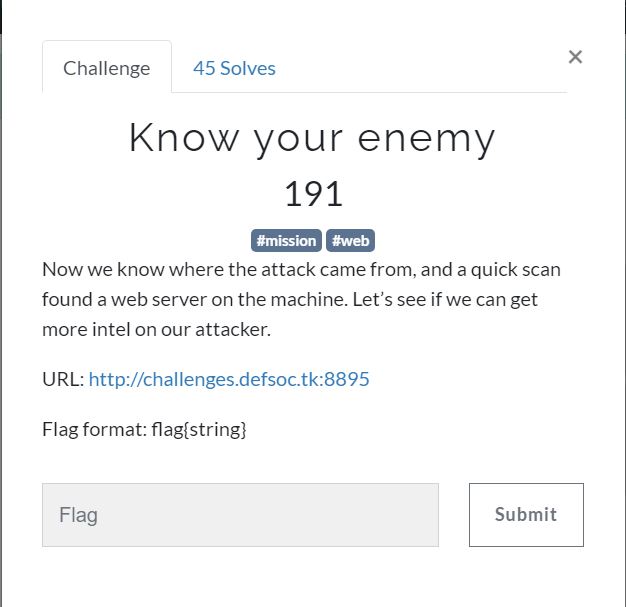 Challenge 45 Solves ×
Know your enemy
191
#mission #web
Now we know where the attack came from, and a quick scan
found a web server on the machine. Let’s see if we can get
more intel on our attacker.
URL: http://challenges.defsoc.tk:8895
Flag format: flag{string}
Flag Submit